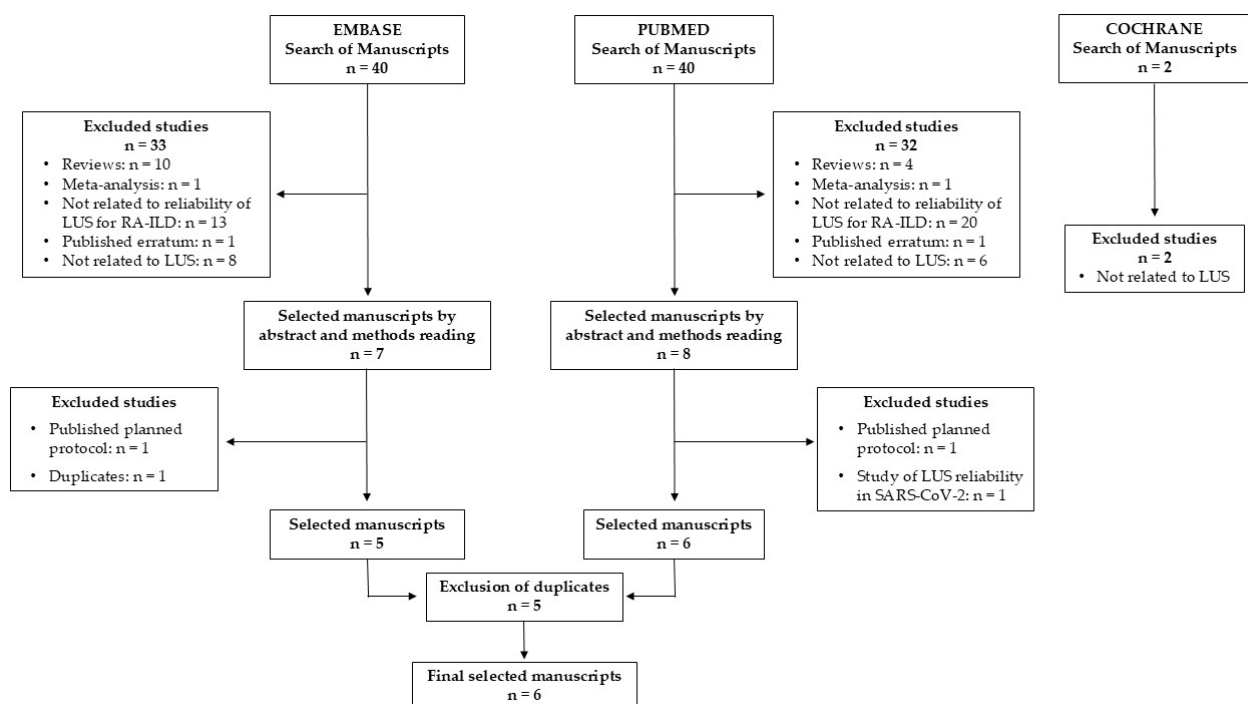 EMBASE
Search of Manuscripts
n = 40
PUBMED
Search of Manuscripts
n = 40
COCHRANE
Search of Manuscripts
n = 2
Excluded studies
n = 33
• Reviews: n = 10
• Meta-analysis: n = 1
• Not related to reliability of
LUS for RA-ILD: n = 13
• Published erratum: n = 1
• Not related to LUS: n = 8
Excluded studies
n = 32
• Reviews: n = 4
• Meta-analysis: n = 1
• Not related to reliability of
LUS for RA-ILD: n = 20
• Published erratum: n = 1
• Not related to LUS: n = 6
Excluded studies
n = 2
• Not related to LUS
Selected manuscripts by
abstract and methods reading
n = 7
Selected manuscripts by
abstract and methods reading
n = 8
Excluded studies
• Published planned
protocol: n = 1
• Duplicates: n = 1
Excluded studies
• Published planned
protocol: n = 1
• Study of LUS reliability
in SARS-CoV-2: n = 1
Selected manuscripts
n = 5
Selected manuscripts
n = 6
Exclusion of duplicates
n = 5
Final selected manuscripts
n = 6